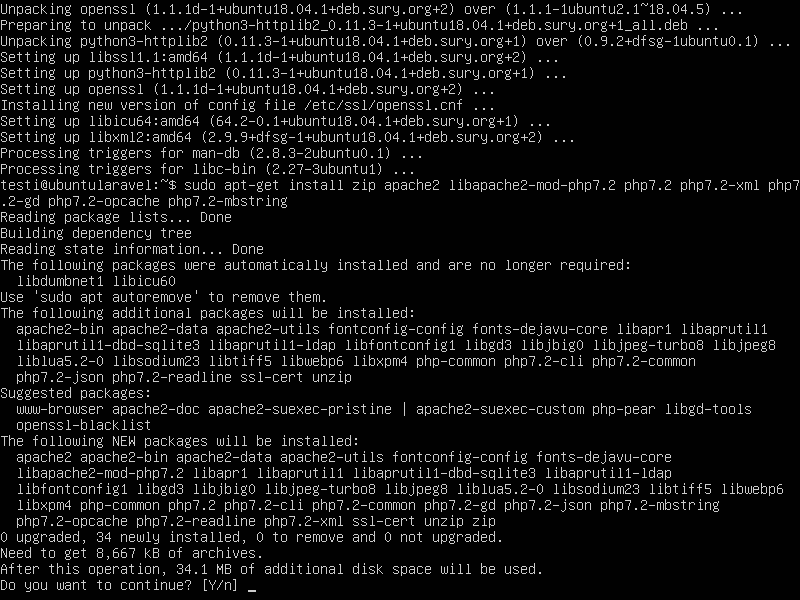 Unpacking openssl (1.1.1d-1+ubuntu18.04.1+deb.sury.org+2) over (1.1.1-1ubuntu2.1~18.04.5) ...
Preparing to unpack .../python3-httplib2_0.11.3-1+ubuntu18.04.1+deb.sury.org+1_all.deb ...
Unpacking python3-httplib2 (0.11.3-1+ubuntu18.04.1+deb.sury.org+1) over (0.9.2+dfsg-1ubuntu0.1) ...
Setting up libssl1.1:amd64 (1.1.1d-1+ubuntu18.04.1+deb.sury.org+2) ...
Setting up python3-httplib2 (0.11.3-1+ubuntu18.04.1+deb.sury.org+1) ...
Setting up openssl (1.1.1d-1+ubuntu18.04.1+deb.sury.org+2) ...
Installing new version of config file /etc/ssl/openssl.cnf ...
Setting up libicu64:amd64 (64.2-0.1+ubuntu18.04.1+deb.sury.org+1) ...
Setting up libxml2:amd64 (2.9.9+dfsg-1+ubuntu18.04.1+deb.sury.org+2) ...
Processing triggers for man-db (2.8.3-2ubuntu0.1) ...
Processing triggers for libc-bin (2.27-3ubuntu1) ...
testi@ubuntularavel:~$ sudo apt-get install zip apache2 libapache2-mod-php7.2 php7.2 php7.2-xml php7
.2-gd php7.2-opcache php7.2-mbstring
Reading package lists... Done
Building dependency tree
Reading state information... Done
The following packages were automatically installed and are no longer required:
  libdumbnet1 libicu60
Use 'sudo apt autoremove' to remove them.
The following additional packages will be installed:
  apache2-bin apache2-data apache2-utils fontconfig-config fonts-dejavu-core libapr1 libaprutil1
  libaprutil1-dbd-sqlite3 libaprutil1-ldap libfontconfig1 libgd3 libjbig0 libjpeg-turbo8 libjpeg8
  liblua5.2-0 libsodium23 libtiff5 libwebp6 libxpm4 php-common php7.2-cli php7.2-common
  php7.2-json php7.2-readline ssl-cert unzip
Suggested packages:
  www-browser apache2-doc apache2-suexec-pristine | apache2-suexec-custom php-pear libgd-tools
  openssl-blacklist
The following NEW packages will be installed:
  apache2 apache2-bin apache2-data apache2-utils fontconfig-config fonts-dejavu-core
  libapache2-mod-php7.2 libapr1 libaprutil1 libaprutil1-dbd-sqlite3 libaprutil1-ldap
  libfontconfig1 libgd3 libjbig0 libjpeg-turbo8 libjpeg8 liblua5.2-0 libsodium23 libtiff5 libwebp6
  libxpm4 php-common php7.2 php7.2-cli php7.2-common php7.2-gd php7.2-json php7.2-mbstring
  php7.2-opcache php7.2-readline php7.2-xml ssl-cert unzip zip
0 upgraded, 34 newly installed, 0 to remove and 0 not upgraded.
Need to get 8,667 kB of archives.
After this operation, 34.1 MB of additional disk space will be used.
Do you want to continue? [Y/n] _